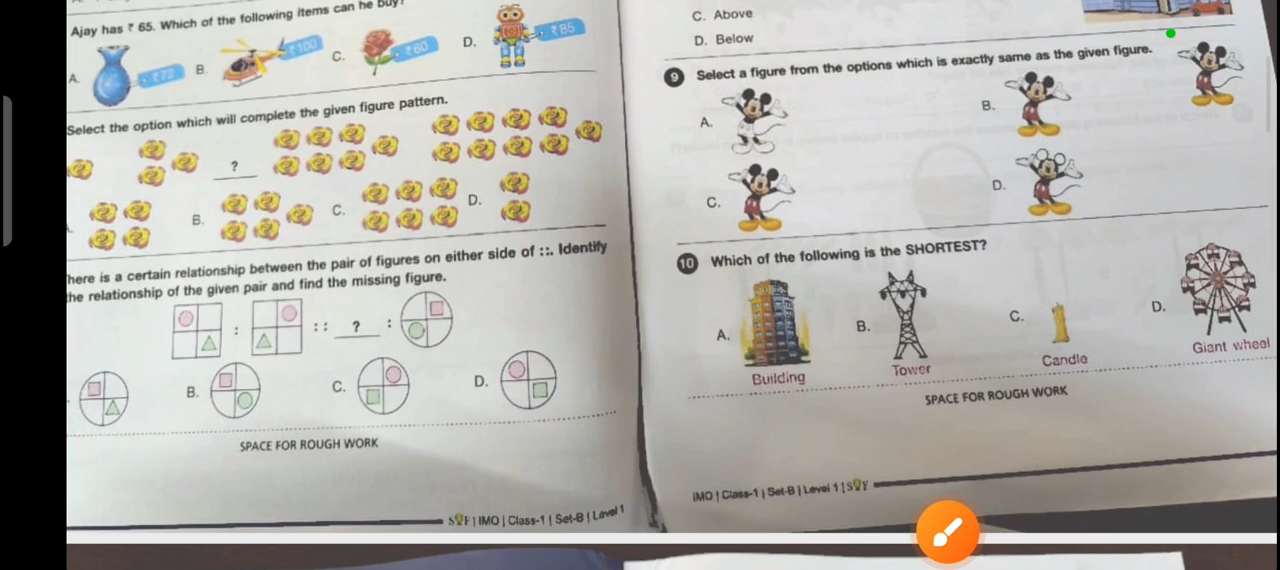 Ajay has ₹ 65. Which of the following items can he buy?
A. ₹72 B. ₹100 C. ₹60 D. ₹85
Select the option which will complete the given figure pattern.
?
B. C. D.
here is a certain relationship between the pair of figures on either side of ::. Identify
the relationship of the given pair and find the missing figure.
: :: ? :
B. C. D.
SPACE FOR ROUGH WORK
SOF | IMO | Class-1 | Set-B | Level 1
C. Above
D. Below
9 Select a figure from the options which is exactly same as the given figure.
A. B.
C. D.
10 Which of the following is the SHORTEST?
A. B. C. D.
Building Tower Candle Giant wheel
SPACE FOR ROUGH WORK
IMO | Class-1 | Set-B | Level 1 | SOF